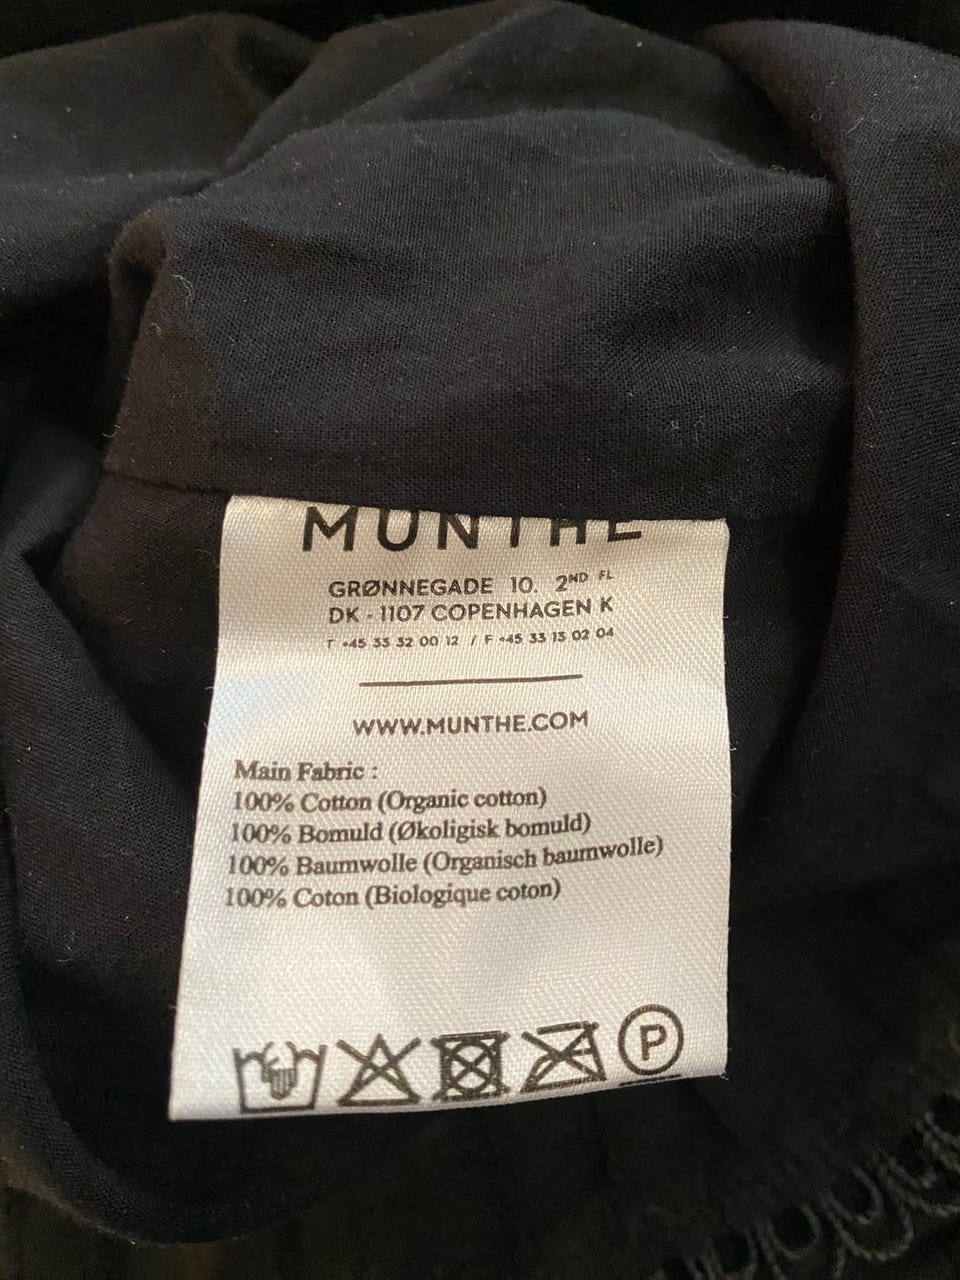 MUNTHE
GRØNNEGADE 10. 2ND FL
DK - 1107 COPENHAGEN K
T +45 33 32 00 12 / F +45 33 13 02 04
WWW.MUNTHE.COM
Main Fabric :
100% Cotton (Organic cotton)
100% Bomuld (Økoligisk bomuld)
100% Baumwolle (Organisch baumwolle)
100% Coton (Biologique coton)
P